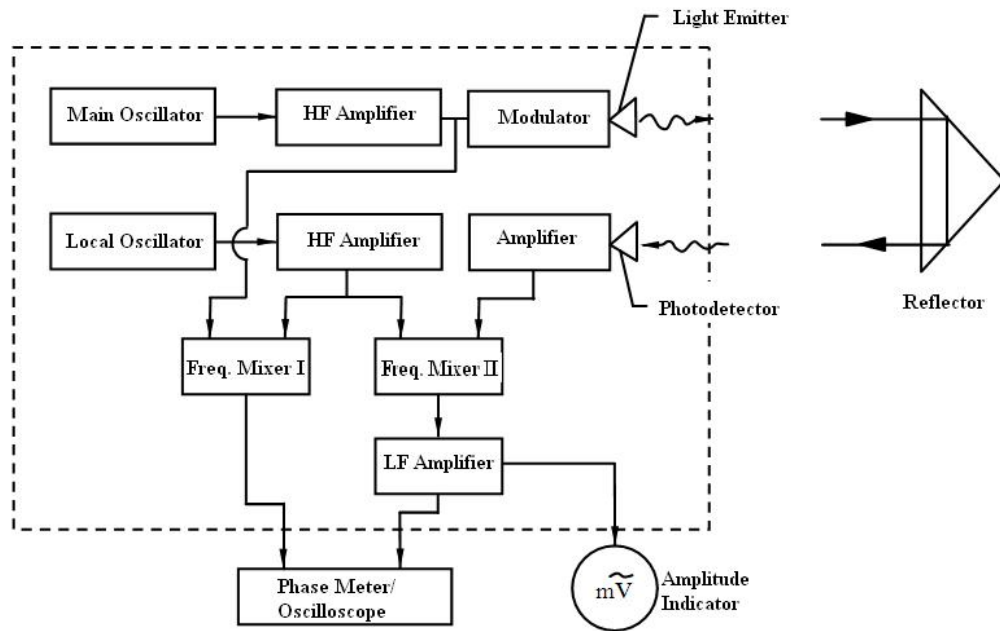 Light Emitter
Main Oscillator
HF Amplifier
Modulator
Local Oscillator
HF Amplifier
Amplifier
Photodetector
Reflector
Freq. Mixer I
Freq. Mixer II
LF Amplifier
Phase Meter/
Oscilloscope
mṼ
Amplitude
Indicator